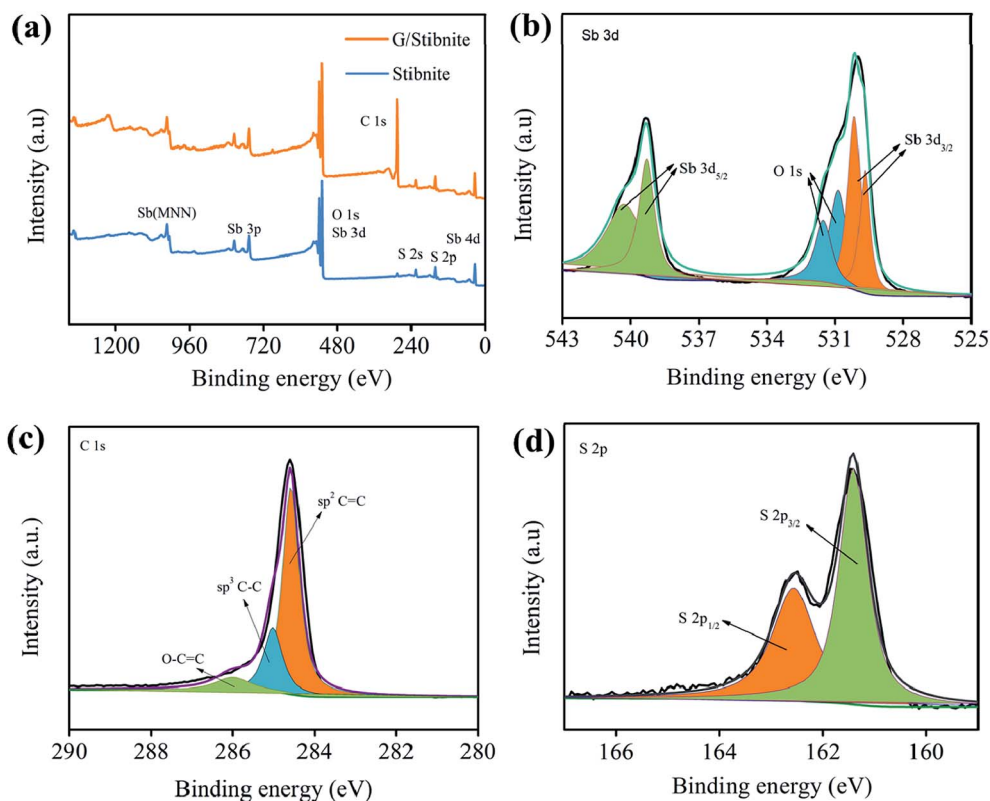 (a)
G/Stibnite
Stibnite
C 1s
Sb(MNN)
Sb 3p
O 1s
Sb 3d
S 2s
S 2p
Sb 4d
Intensity (a.u)
1200 960 720 480 240 0
Binding energy (eV)
(b)
Sb 3d
Sb 3d5/2
O 1s
Sb 3d3/2
Intensity (a.u)
543 540 537 534 531 528 525
Binding energy (eV)
(c)
C 1s
sp² C=C
sp³ C-C
O-C=C
Intensity (a.u.)
290 288 286 284 282 280
Binding energy (eV)
(d)
S 2p
S 2p3/2
S 2p1/2
Intensity (a.u)
166 164 162 160
Binding energy (eV)